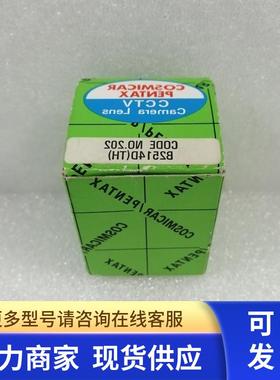 COSMICAR
PENTAX
CCTV
Camera Lens
CODE NO.202
B2514D(TH)
COSMICAR/PENTAX
更多型号请咨询在线客服
力商家 现货供应
可
发